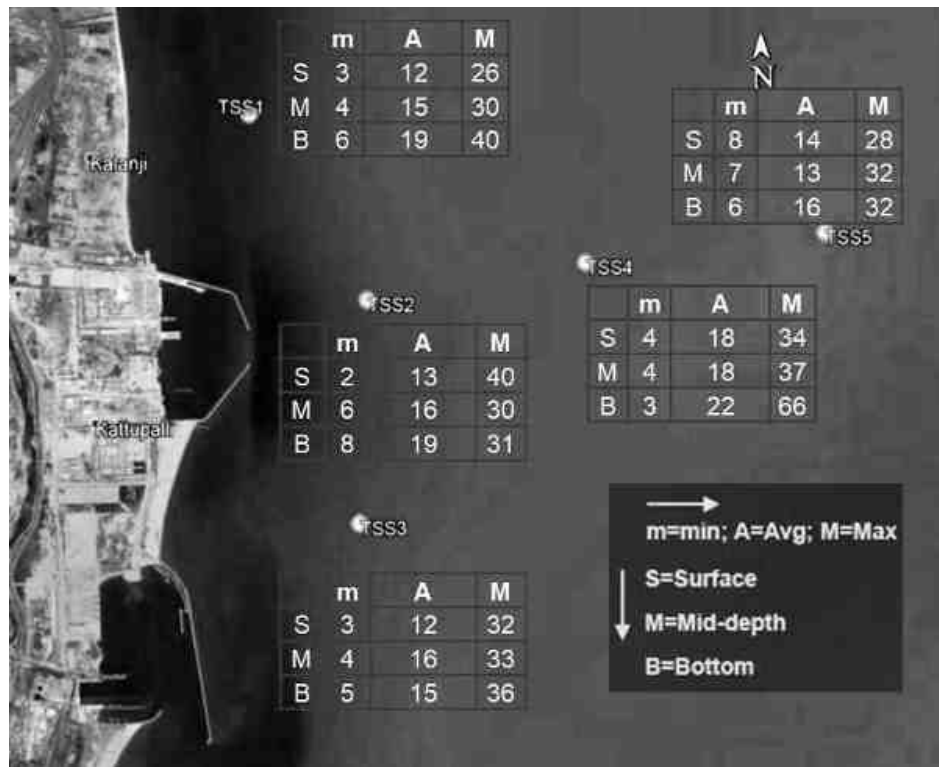 m A M
S 3 12 26
M 4 15 30
B 6 19 40
TSS1
Kalanji
N
m A M
S 8 14 28
M 7 13 32
B 6 16 32
TSS5
TSS4
m A M
S 4 18 34
M 4 18 37
B 3 22 66
TSS2
m A M
S 2 13 40
M 6 16 30
B 8 19 31
Kattupalli
TSS3
m A M
S 3 12 32
M 4 16 33
B 5 15 36
m=min; A=Avg; M=Max
S=Surface
M=Mid-depth
B=Bottom